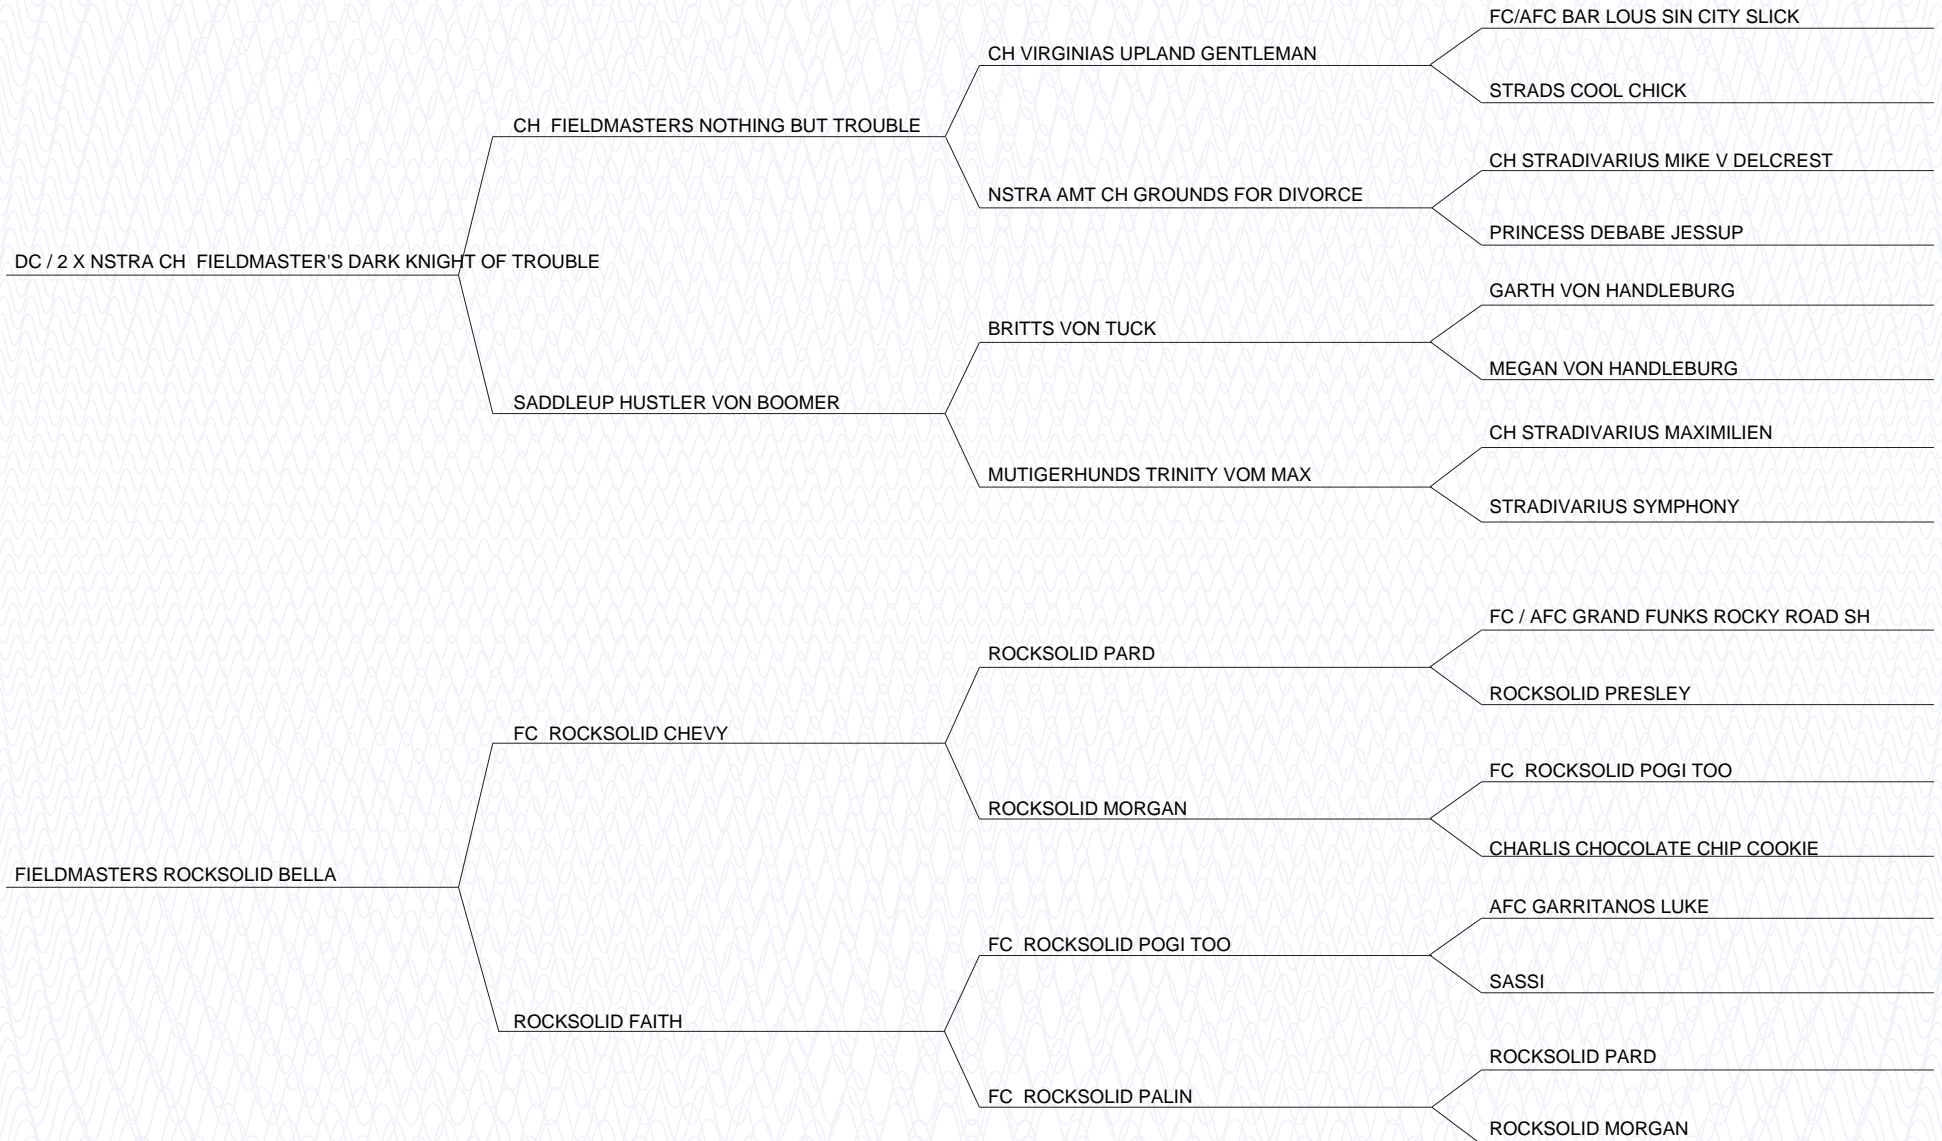 FC/AFC BAR LOUS SIN CITY SLICK
CH VIRGINIAS UPLAND GENTLEMAN
STRADS COOL CHICK
CH  FIELDMASTERS NOTHING BUT TROUBLE
CH STRADIVARIUS MIKE V DELCREST
NSTRA AMT CH GROUNDS FOR DIVORCE
PRINCESS DEBABE JESSUP
DC / 2 X NSTRA CH  FIELDMASTER'S DARK KNIGHT OF TROUBLE
GARTH VON HANDLEBURG
BRITTS VON TUCK
MEGAN VON HANDLEBURG
SADDLEUP HUSTLER VON BOOMER
CH STRADIVARIUS MAXIMILIEN
MUTIGERHUNDS TRINITY VOM MAX
STRADIVARIUS SYMPHONY
FC / AFC GRAND FUNKS ROCKY ROAD SH
ROCKSOLID PARD
ROCKSOLID PRESLEY
FC  ROCKSOLID CHEVY
FC  ROCKSOLID POGI TOO
ROCKSOLID MORGAN
CHARLIS CHOCOLATE CHIP COOKIE
FIELDMASTERS ROCKSOLID BELLA
AFC GARRITANOS LUKE
FC  ROCKSOLID POGI TOO
SASSI
ROCKSOLID FAITH
ROCKSOLID PARD
FC  ROCKSOLID PALIN
ROCKSOLID MORGAN